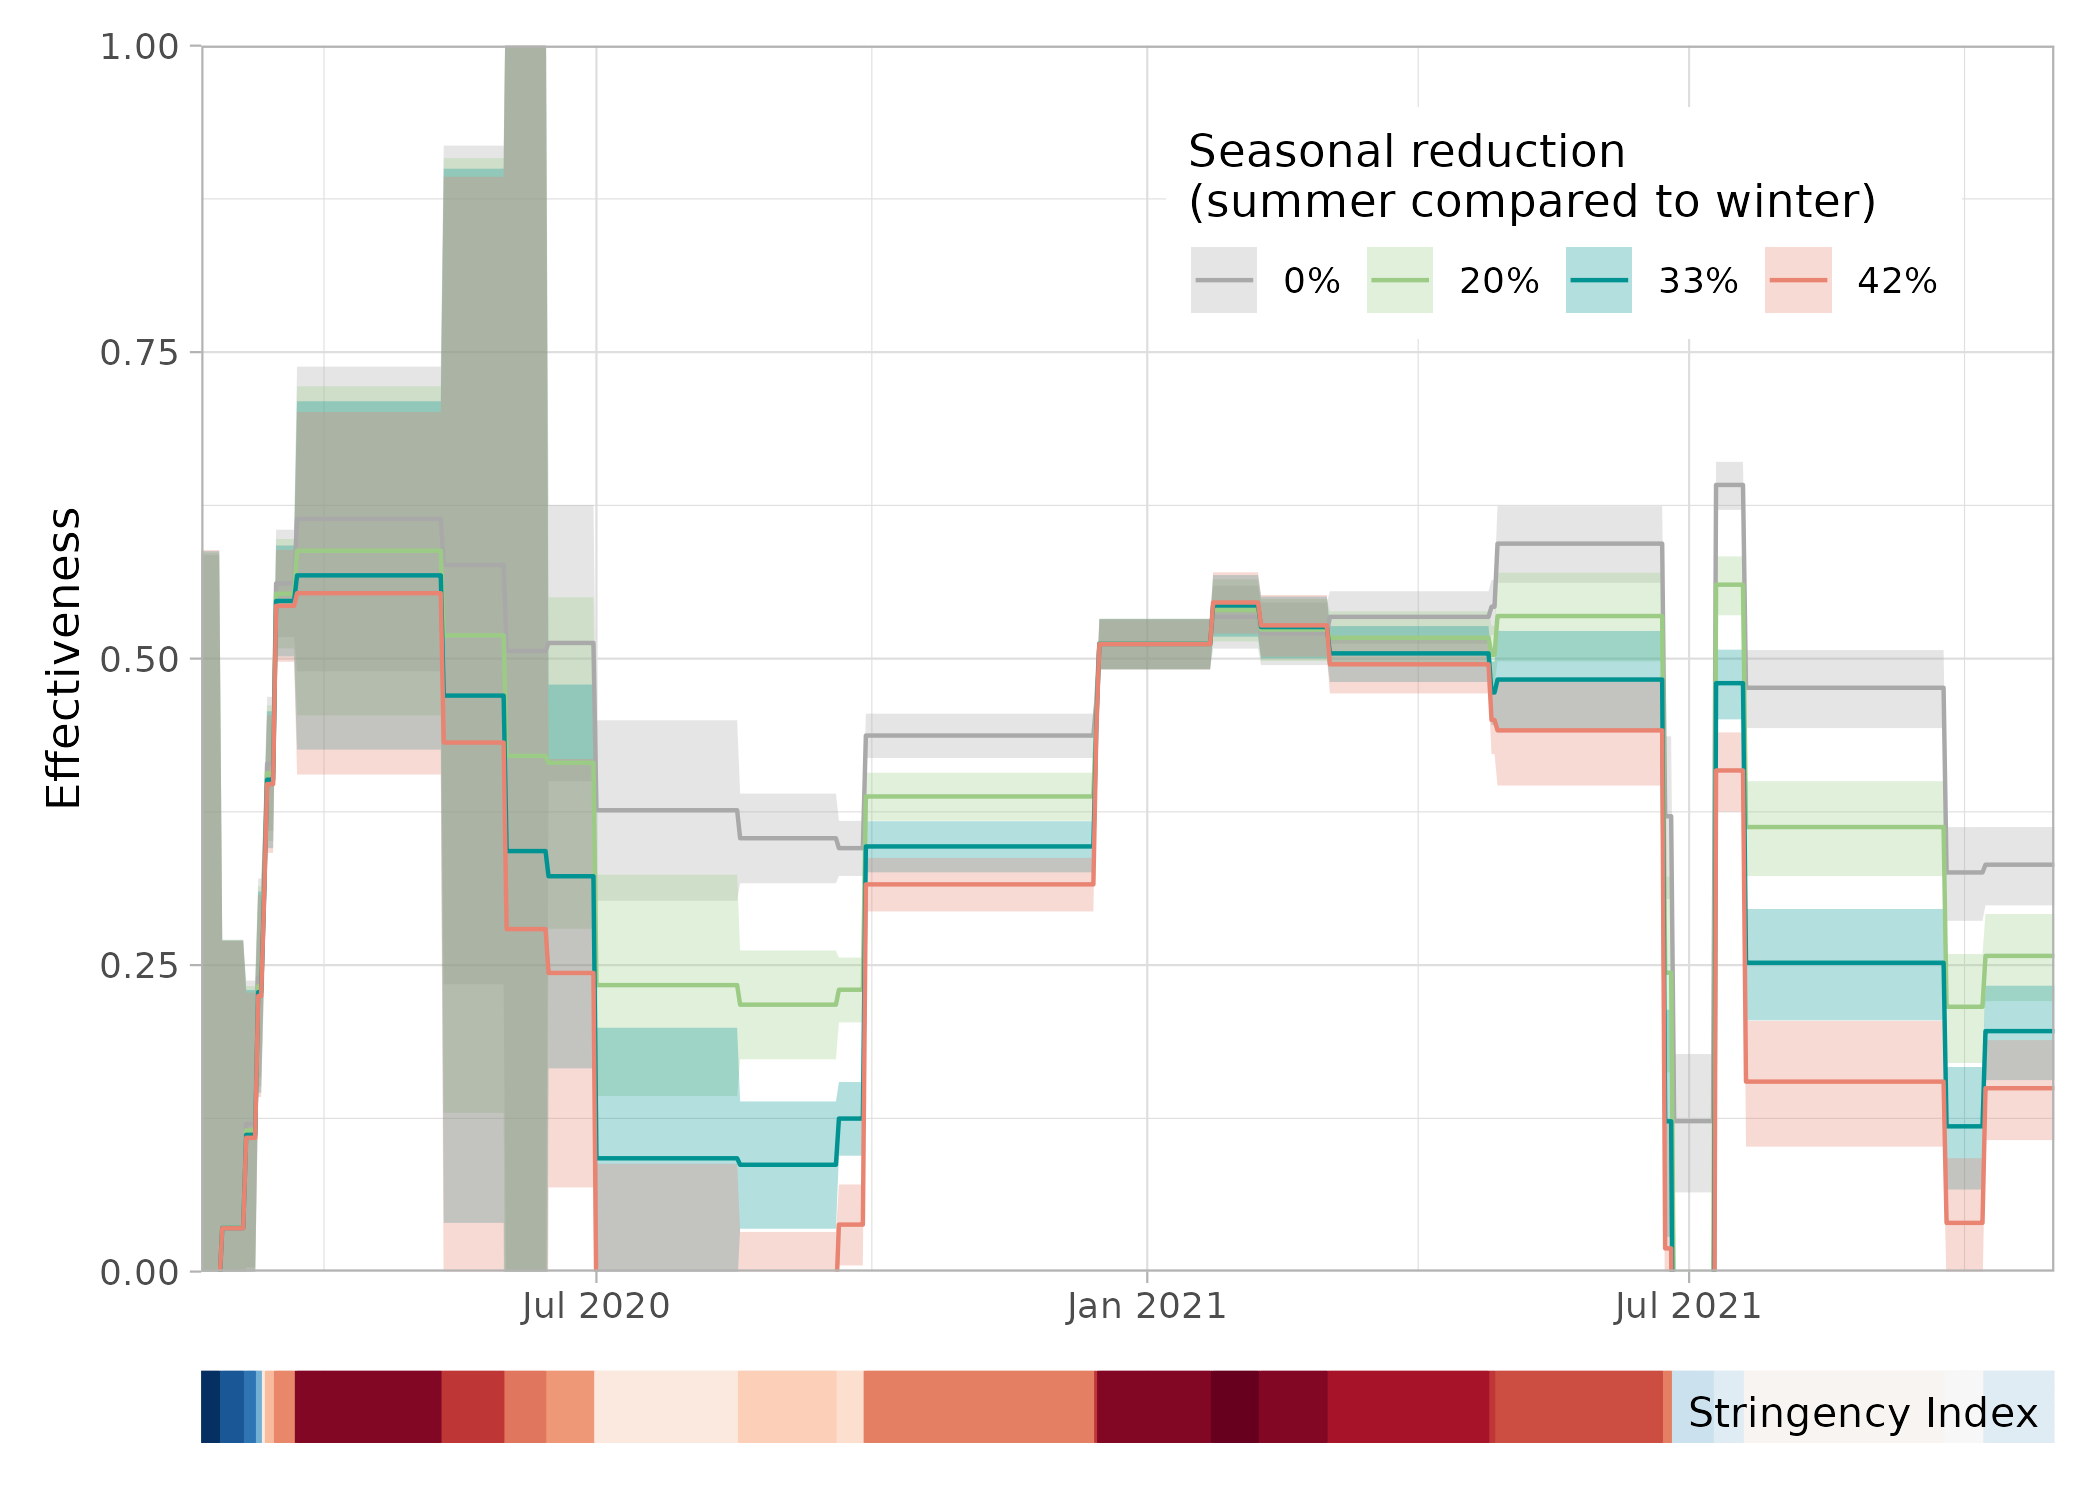 1.00
0.75
0.50
0.25
0.00
Effectiveness
Seasonal reduction
(summer compared to winter)
0% 20% 33% 42%
Jul 2020 Jan 2021 Jul 2021
Stringency Index